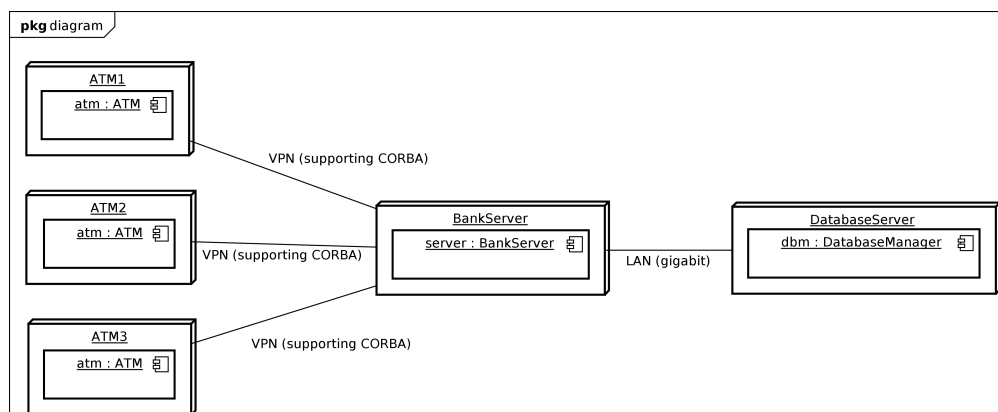 pkg diagram
ATM1
atm : ATM
VPN (supporting CORBA)
ATM2
atm : ATM
VPN (supporting CORBA)
BankServer
server : BankServer
LAN (gigabit)
DatabaseServer
dbm : DatabaseManager
ATM3
atm : ATM
VPN (supporting CORBA)